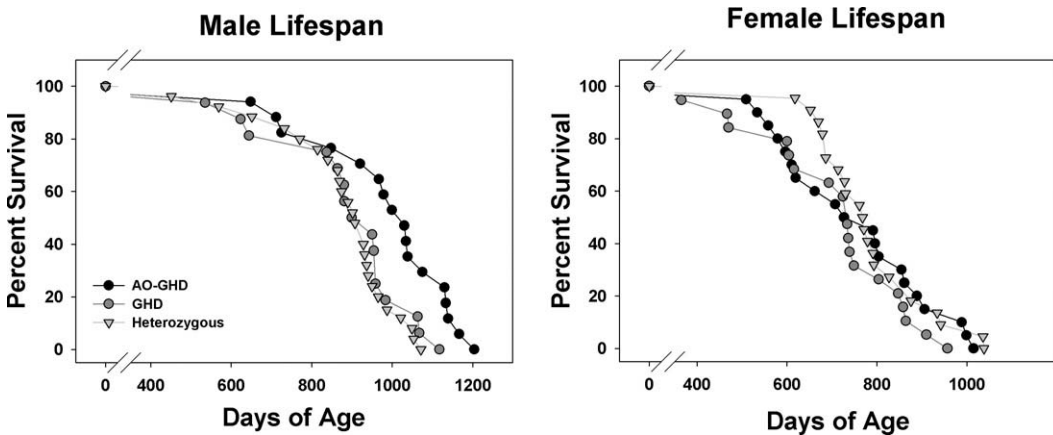 Male Lifespan
Percent Survival
100
80
60
40
20
0
AO-GHD
GHD
Heterozygous
0 400 600 800 1000 1200
Days of Age
Female Lifespan
Percent Survival
100
80
60
40
20
0
0 400 600 800 1000
Days of Age